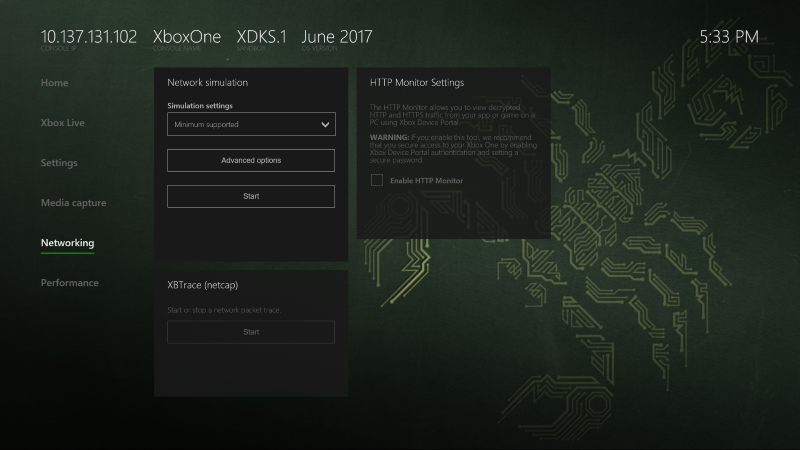 10.137.131.102 XboxOne XDKS.1 June 2017 5:33 PM
CONSOLE IP CONSOLE NAME SANDBOX OS VERSION
Home
Xbox Live
Settings
Media capture
Networking
Performance
Network simulation
Simulation settings
Minimum supported
Advanced options
Start
XBTrace (netcap)
Start or stop a network packet trace.
Start
HTTP Monitor Settings
The HTTP Monitor allows you to view decrypted
HTTP and HTTPS traffic from your app or game on a
PC using Xbox Device Portal.
WARNING: If you enable this tool, we recommend
that you secure access to your Xbox One by enabling
Xbox Device Portal authentication and setting a
secure password.
Enable HTTP Monitor